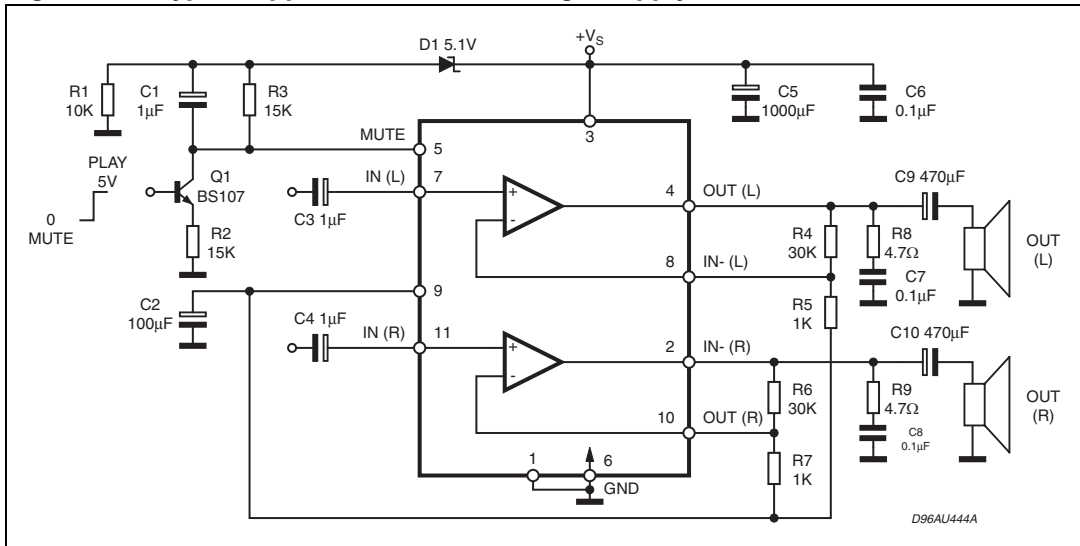 D1 5.1V
+VS
R1
10K
C1
1µF
R3
15K
C5
1000µF
C6
0.1µF
MUTE
3
5
PLAY
5V
Q1
BS107
IN (L)
7
C3 1µF
+
-
4
OUT (L)
C9 470µF
0
MUTE
R2
15K
R4
30K
R8
4.7Ω
OUT
(L)
8
IN- (L)
C7
0.1µF
C2
100µF
9
R5
1K
C4 1µF
IN (R)
11
+
-
2
IN- (R)
C10 470µF
R6
30K
R9
4.7Ω
OUT
(R)
10
OUT (R)
C8
0.1µF
R7
1K
1
6
GND
D96AU444A